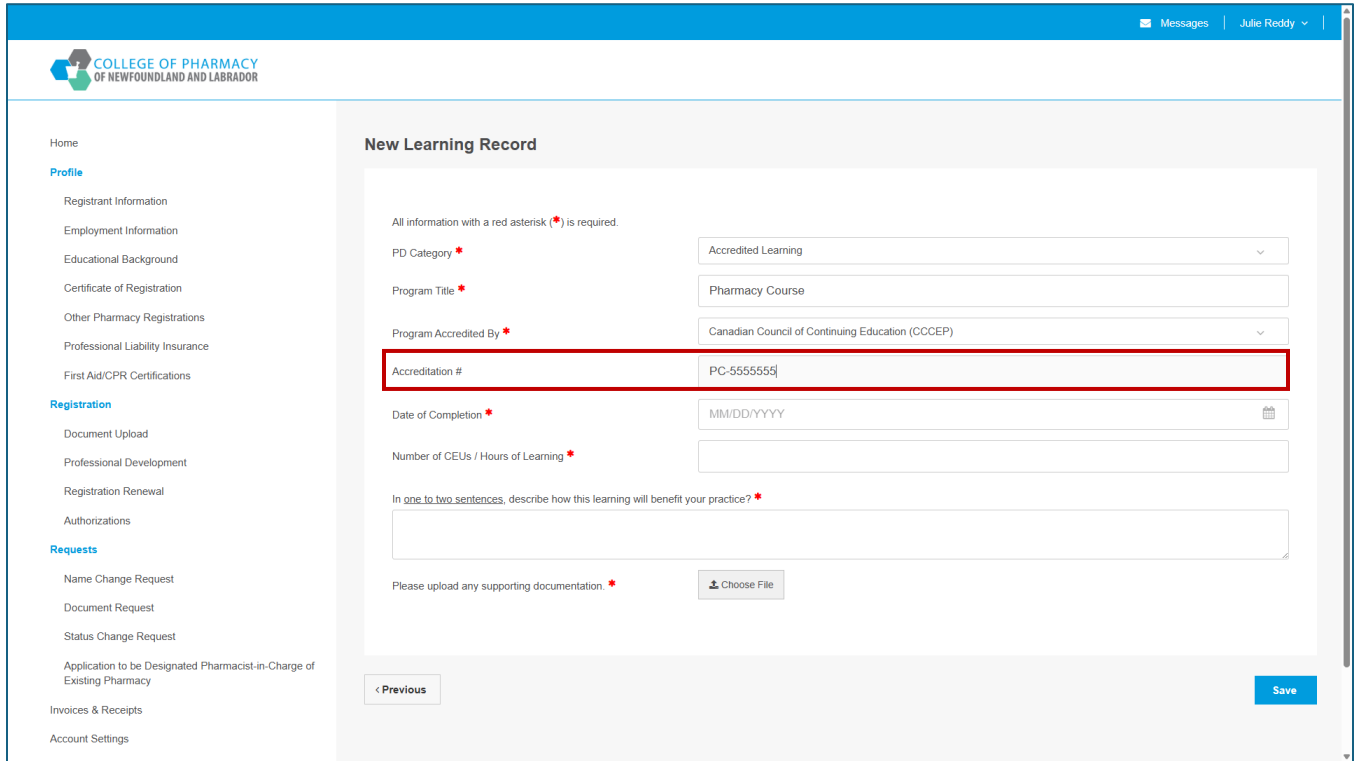 Messages
Julie Reddy
COLLEGE OF PHARMACY
OF NEWFOUNDLAND AND LABRADOR
Home
Profile
Registrant Information
Employment Information
Educational Background
Certificate of Registration
Other Pharmacy Registrations
Professional Liability Insurance
First Aid/CPR Certifications
Registration
Document Upload
Professional Development
Registration Renewal
Authorizations
Requests
Name Change Request
Document Request
Status Change Request
Application to be Designated Pharmacist-in-Charge of
Existing Pharmacy
Invoices & Receipts
Account Settings
New Learning Record
All information with a red asterisk (*) is required.
PD Category *
Accredited Learning
Program Title *
Pharmacy Course
Program Accredited By *
Canadian Council of Continuing Education (CCCEP)
Accreditation #
PC-5555555
Date of Completion *
MM/DD/YYYY
Number of CEUs / Hours of Learning *
In one to two sentences, describe how this learning will benefit your practice? *
Please upload any supporting documentation. *
Choose File
< Previous
Save